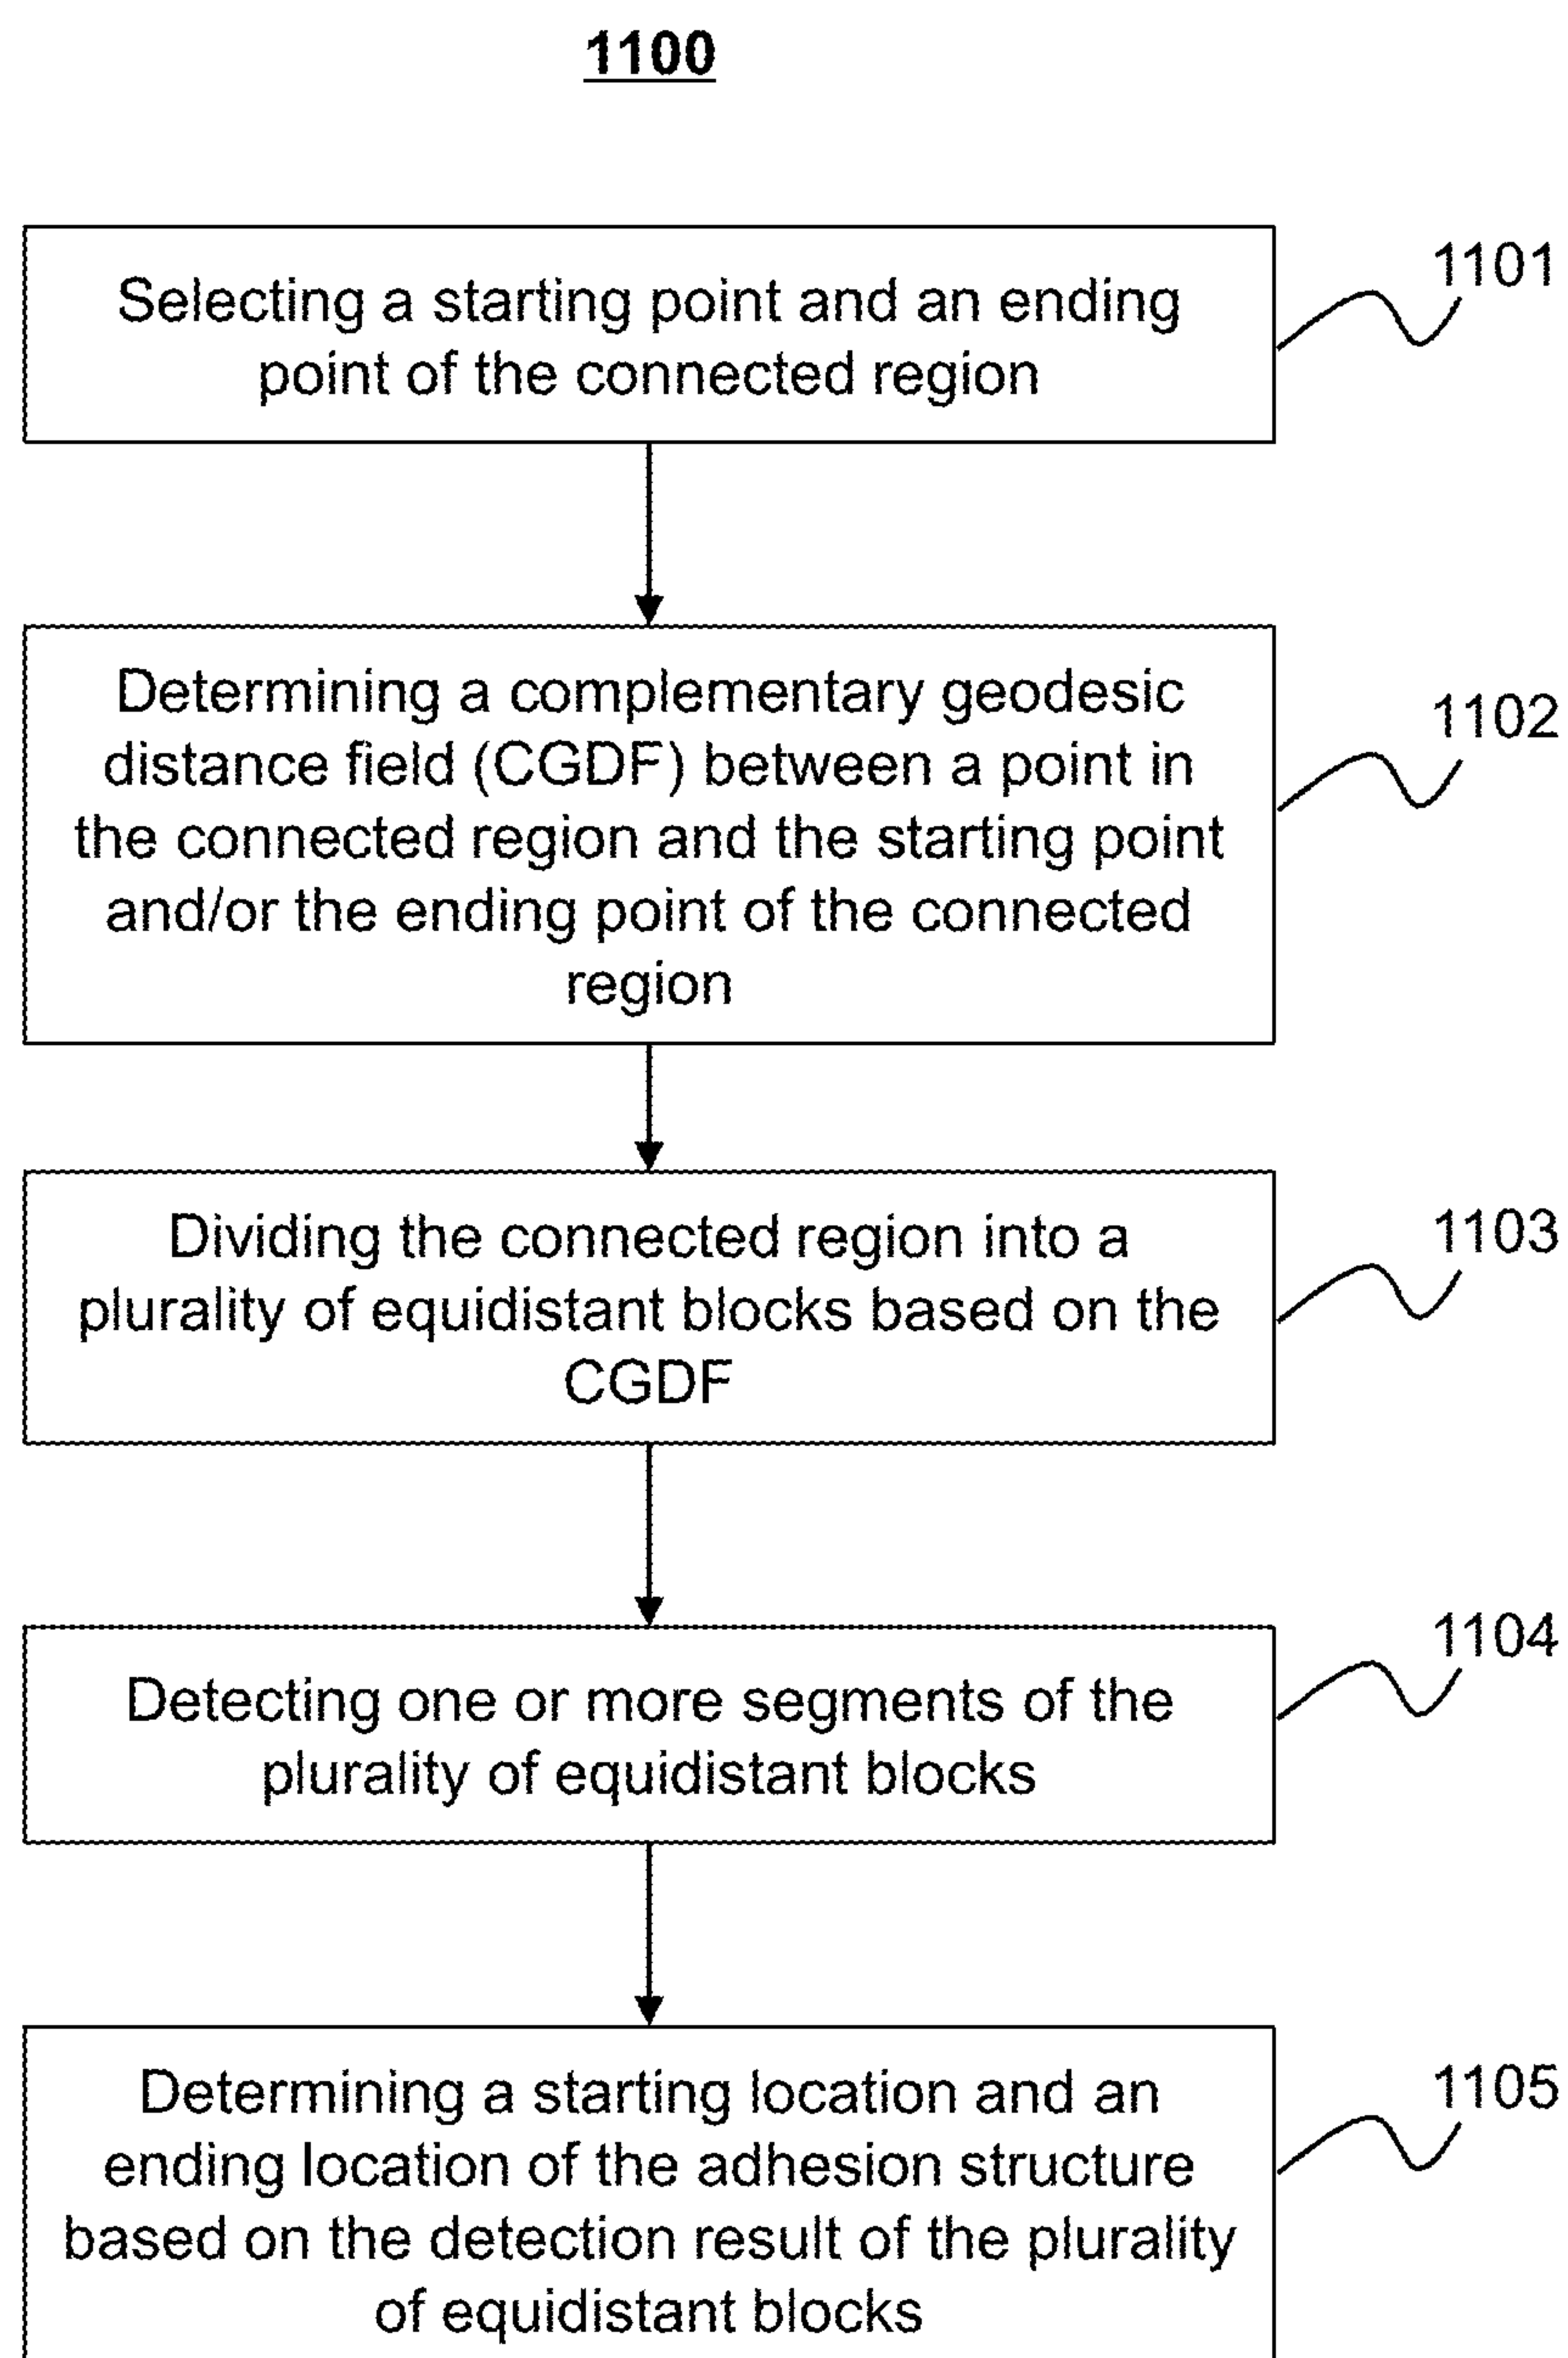 1100
Selecting a starting point and an ending
point of the connected region
1101
Determining a complementary geodesic
distance field (CGDF) between a point in
the connected region and the starting point
and/or the ending point of the connected
region
1102
Dividing the connected region into a
plurality of equidistant blocks based on the
CGDF
1103
Detecting one or more segments of the
plurality of equidistant blocks
1104
Determining a starting location and an
ending location of the adhesion structure
based on the detection result of the plurality
of equidistant blocks
1105